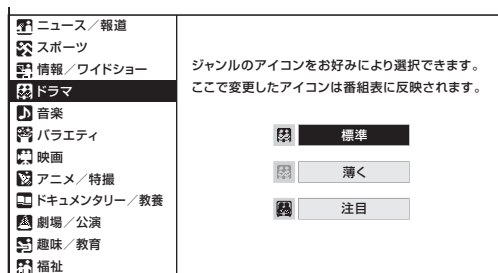 ニュース／報道
スポーツ
情報／ワイドショー
ドラマ
音楽
バラエティ
映画
アニメ／特撮
ドキュメンタリー／教養
劇場／公演
趣味／教育
福祉
ジャンルのアイコンをお好みにより選択できます。
ここで変更したアイコンは番組表に反映されます。
標準
薄く
注目